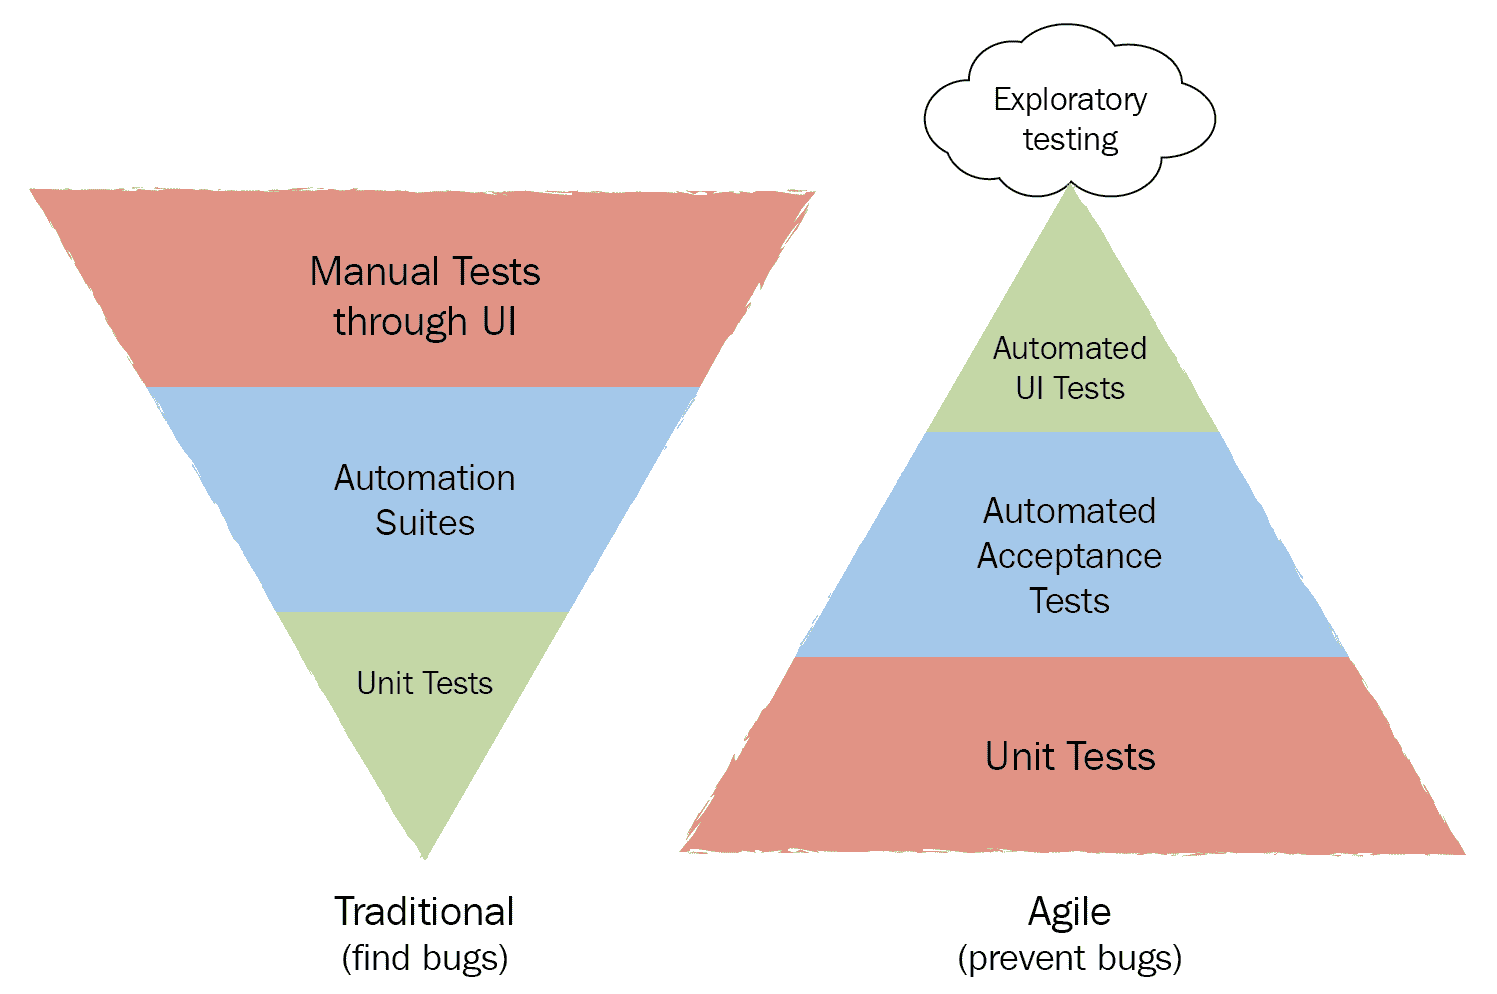 Manual Tests
through UI
Automation
Suites
Unit Tests
Traditional
(find bugs)
Exploratory
testing
Automated
UI Tests
Automated
Acceptance
Tests
Unit Tests
Agile
(prevent bugs)